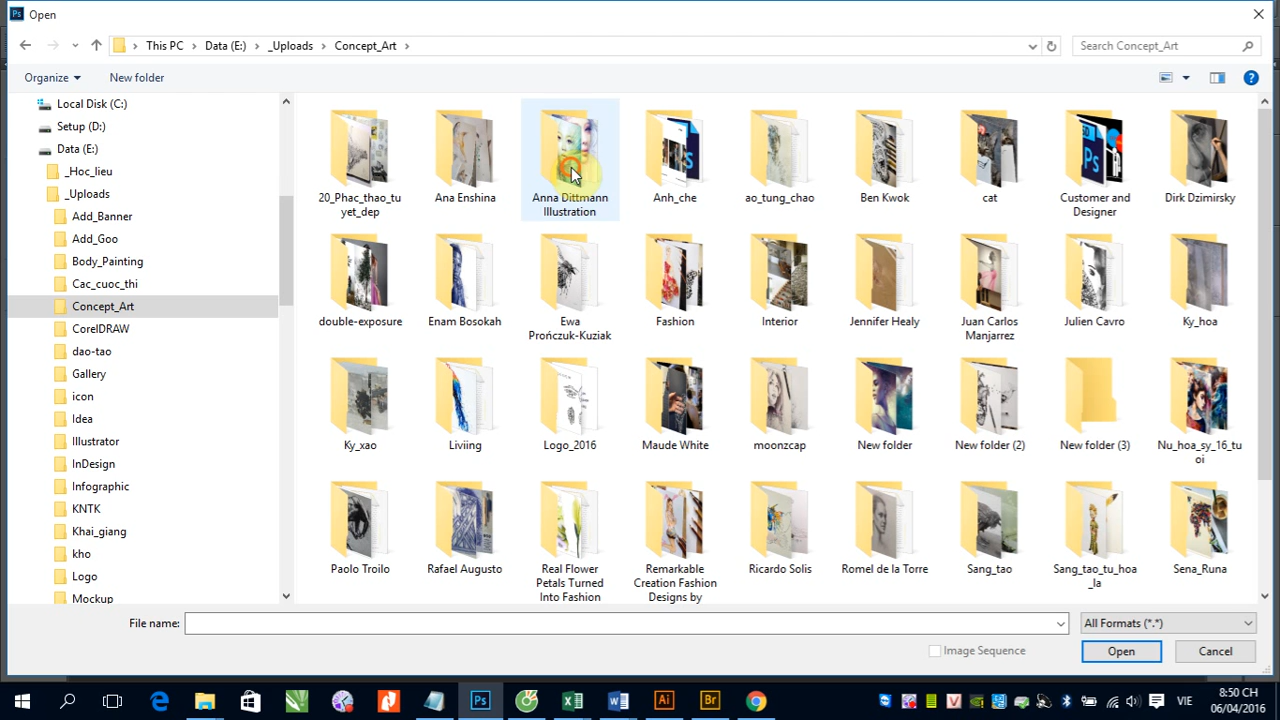 Open
This PC > Data (E:) > _Uploads > Concept_Art >
Search Concept_Art
Organize
New folder
Local Disk (C:)
Setup (D:)
Data (E:)
_Hoc_lieu
_Uploads
Add_Banner
Add_Goo
Body_Painting
Cac_cuoc_thi
Concept_Art
CorelDRAW
dao-tao
Gallery
icon
Idea
Illustrator
InDesign
Infographic
KNTK
Khai_giang
kho
Logo
Mockup
20_Phac_thao_tu
yet_dep
Ana Enshina
Anna Dittmann
Illustration
Anh_che
ao_tung_chao
Ben Kwok
cat
Customer and
Designer
Dirk Dzimirsky
double-exposure
Enam Bosokah
Ewa
Prończuk-Kuziak
Fashion
Interior
Jennifer Healy
Juan Carlos
Manjarrez
Julien Cavro
Ky_hoa
Ky_xao
Liviing
Logo_2016
Maude White
moonzcap
New folder
New folder (2)
New folder (3)
Nu_hoa_sy_16_tu
oi
Paolo Troilo
Rafael Augusto
Real Flower
Petals Turned
Into Fashion
Remarkable
Creation Fashion
Designs by
Ricardo Solis
Romel de la Torre
Sang_tao
Sang_tao_tu_hoa
_la
Sena_Runa
File name:
All Formats (*.*)
Image Sequence
Open
Cancel
VIE
8:50 CH
06/04/2016